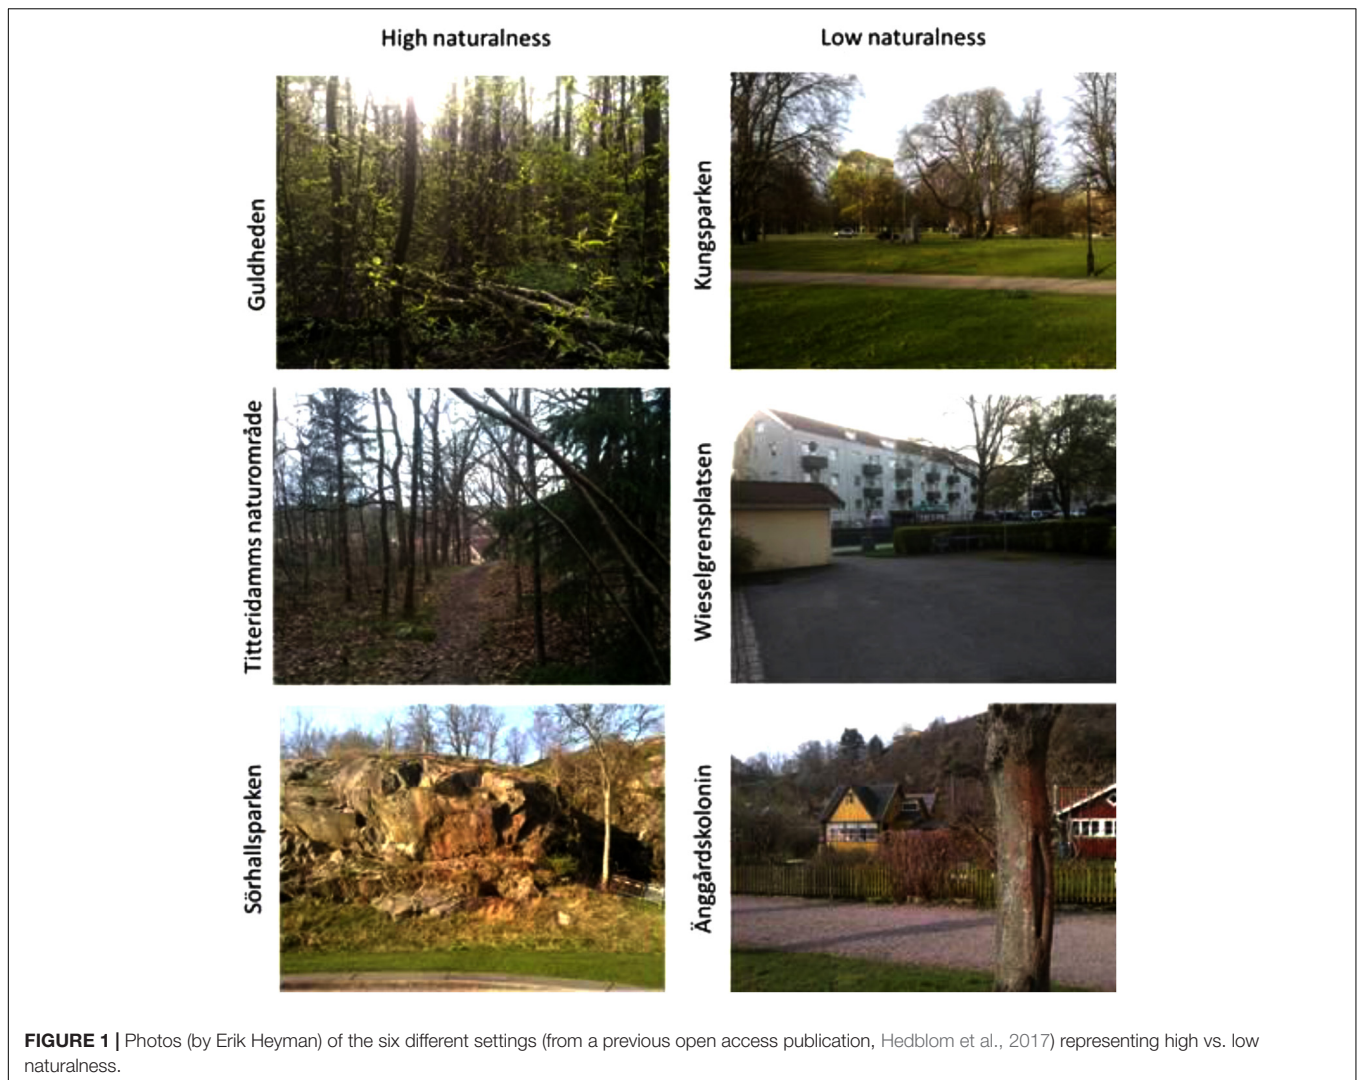 High naturalness
Low naturalness
Guldheden
Kungsparken
Titteridamms naturområde
Wieselgrensplatsen
Sörhallsparken
Änggårdskolonin
FIGURE 1 | Photos (by Erik Heyman) of the six different settings (from a previous open access publication, Hedblom et al., 2017) representing high vs. low
naturalness.